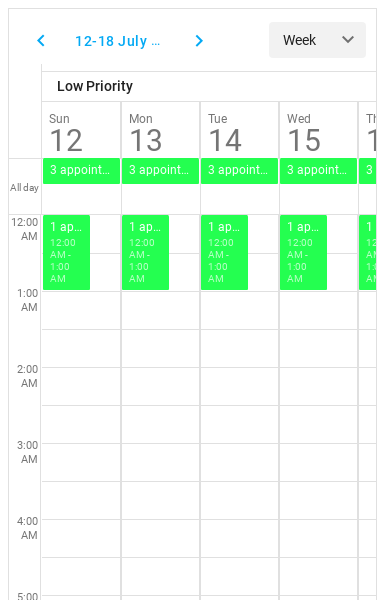 12-18 July ...
Week
Low Priority
Sun
12
Mon
13
Tue
14
Wed
15
All day
3 appoint...
3 appoint...
3 appoint...
3 appoint...
3
12:00
AM
1 ap...
12:00
AM -
1:00
AM
1 ap...
12:00
AM -
1:00
AM
1 ap...
12:00
AM -
1:00
AM
1 ap...
12:00
AM -
1:00
AM
1:00
AM
2:00
AM
3:00
AM
4:00
AM
5:00